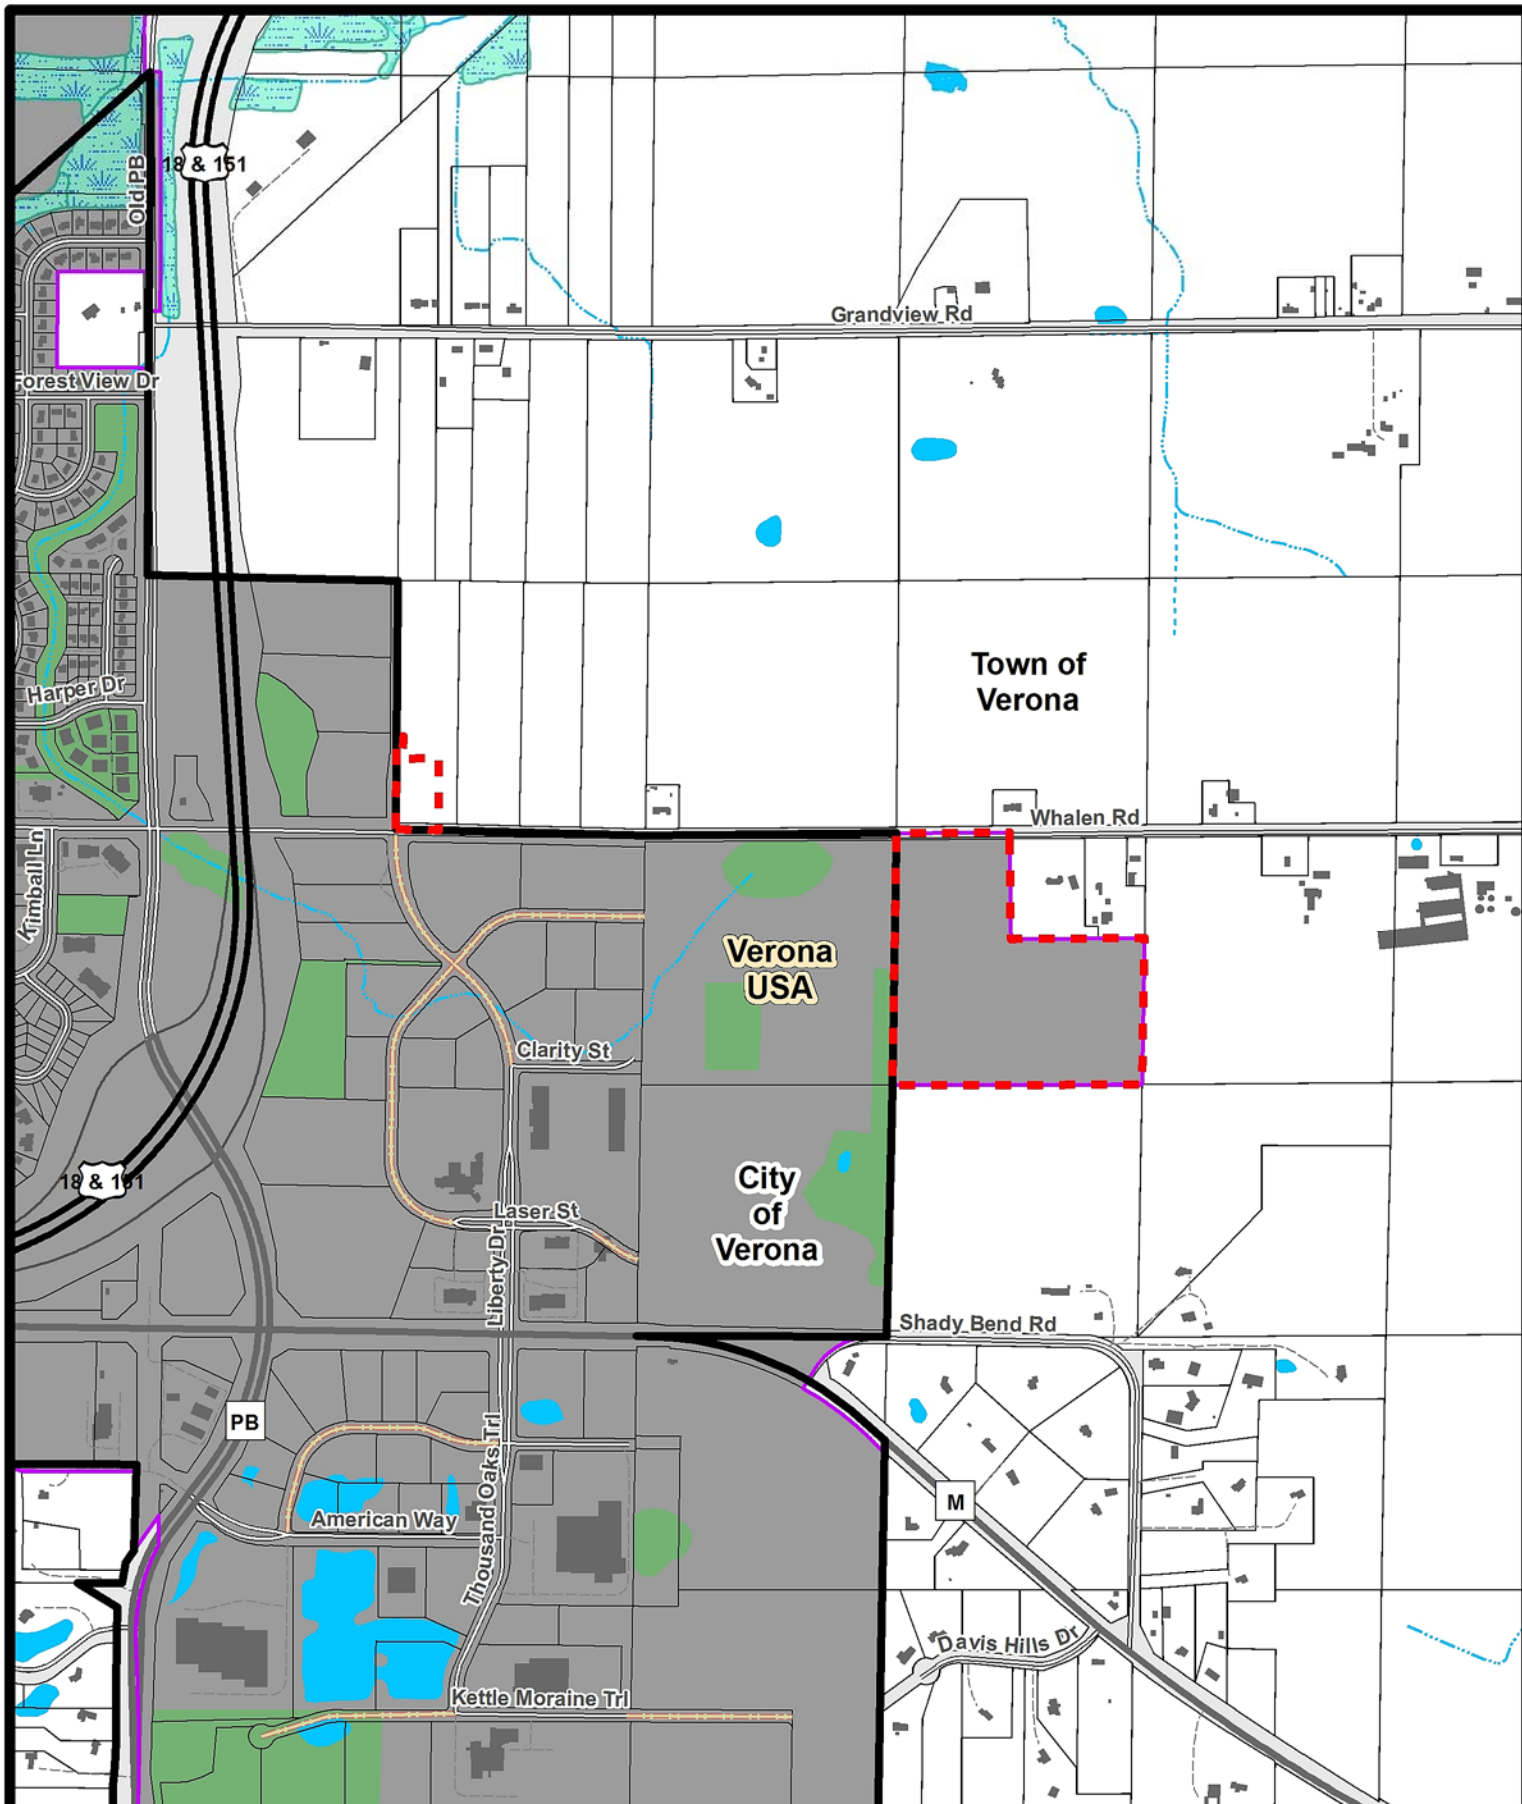 18 & 151
Old PB
Grandview Rd
Forest View Dr
Town of
Verona
Harper Dr
Whalen Rd
Kimball Ln
Verona
USA
Clarity St
City
of
Verona
18 & 151
Laser St
Liberty Dr
Shady Bend Rd
PB
Thousand Oaks Trl
M
American Way
Davis Hills Dr
Kettle Moraine Trl